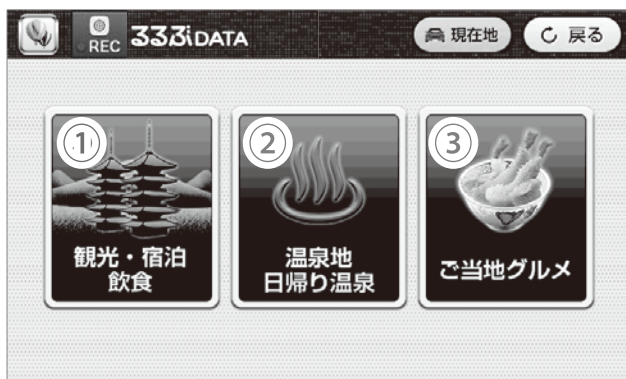 REC
るるぶDATA
現在地
戻る
①
観光・宿泊
飲食
②
温泉地
日帰り温泉
③
ご当地グルメ